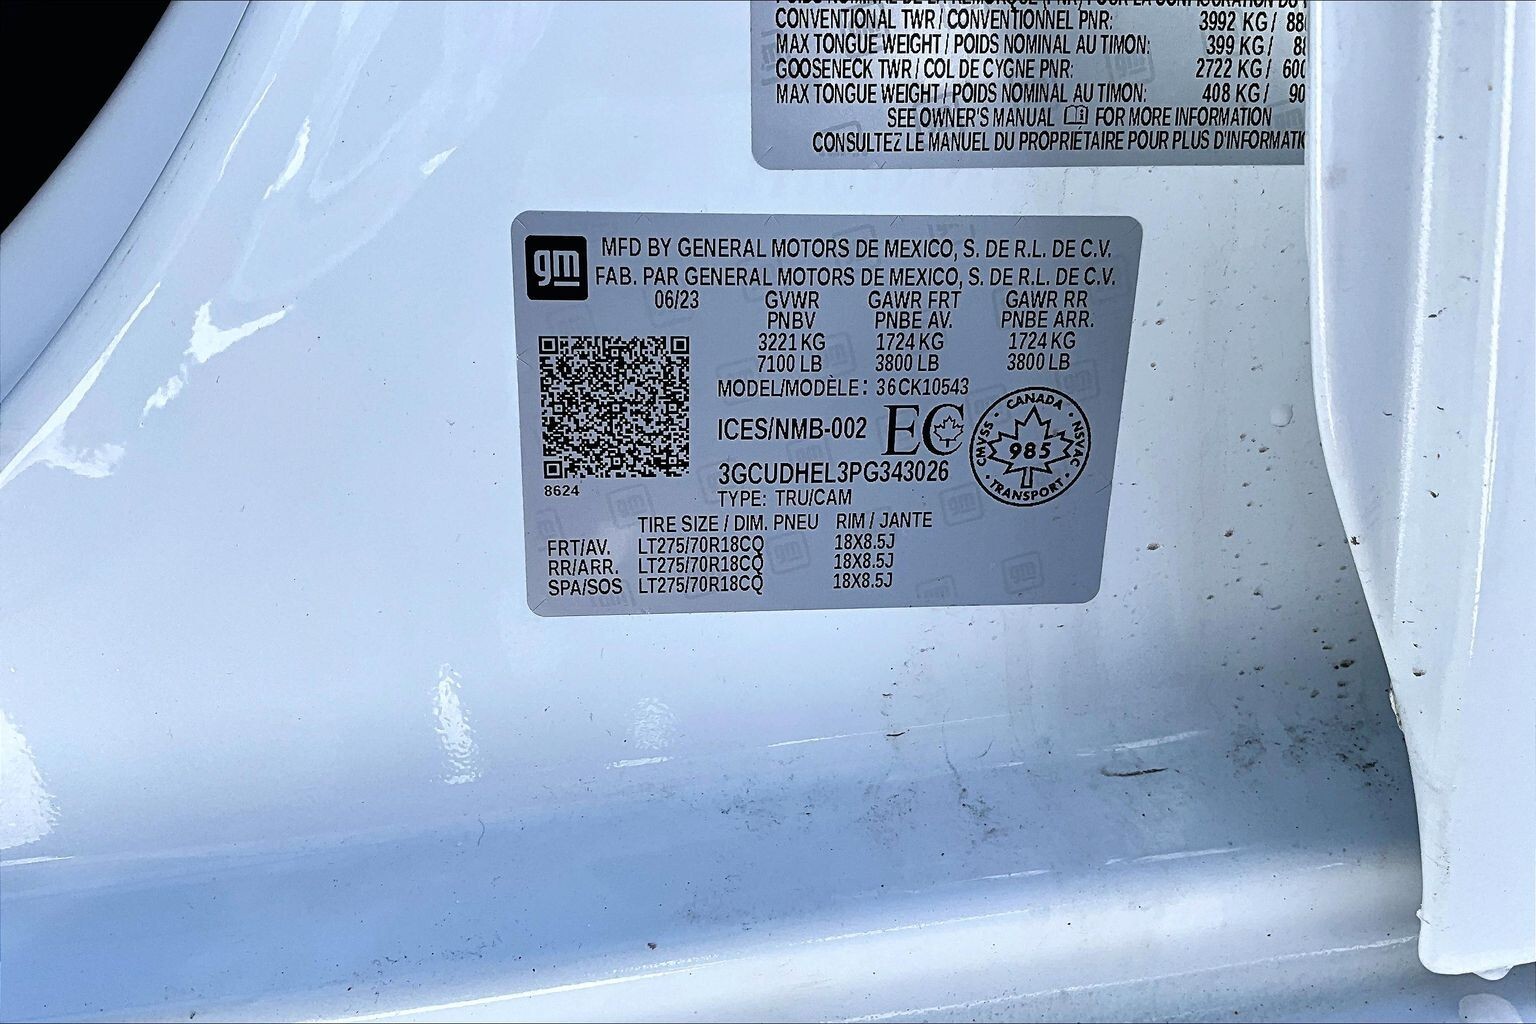 CONVENTIONAL TWR / CONVENTIONNEL PNR: 3992 KG / 88
MAX TONGUE WEIGHT / POIDS NOMINAL AU TIMON: 399 KG / 8
GOOSENECK TWR / COL DE CYGNE PNR: 2722 KG / 600
MAX TONGUE WEIGHT / POIDS NOMINAL AU TIMON: 408 KG / 90
SEE OWNER'S MANUAL FOR MORE INFORMATION
CONSULTEZ LE MANUEL DU PROPRIÉTAIRE POUR PLUS D'INFORMATI
gm
MFD BY GENERAL MOTORS DE MEXICO, S. DE R.L. DE C.V.
FAB. PAR GENERAL MOTORS DE MEXICO, S. DE R.L. DE C.V.
06/23 GVWR GAWR FRT GAWR RR
PNBV PNBE AV. PNBE ARR.
3221 KG 1724 KG 1724 KG
7100 LB 3800 LB 3800 LB
MODEL/MODÈLE: 36CK10543
ICES/NMB-002 EC
CANADA
CMVSS 985 NSVAC
TRANSPORT
3GCUDHEL3PG343026
8624
TYPE: TRU/CAM
TIRE SIZE / DIM. PNEU RIM / JANTE
FRT/AV. LT275/70R18CQ 18X8.5J
RR/ARR. LT275/70R18CQ 18X8.5J
SPA/SOS LT275/70R18CQ 18X8.5J